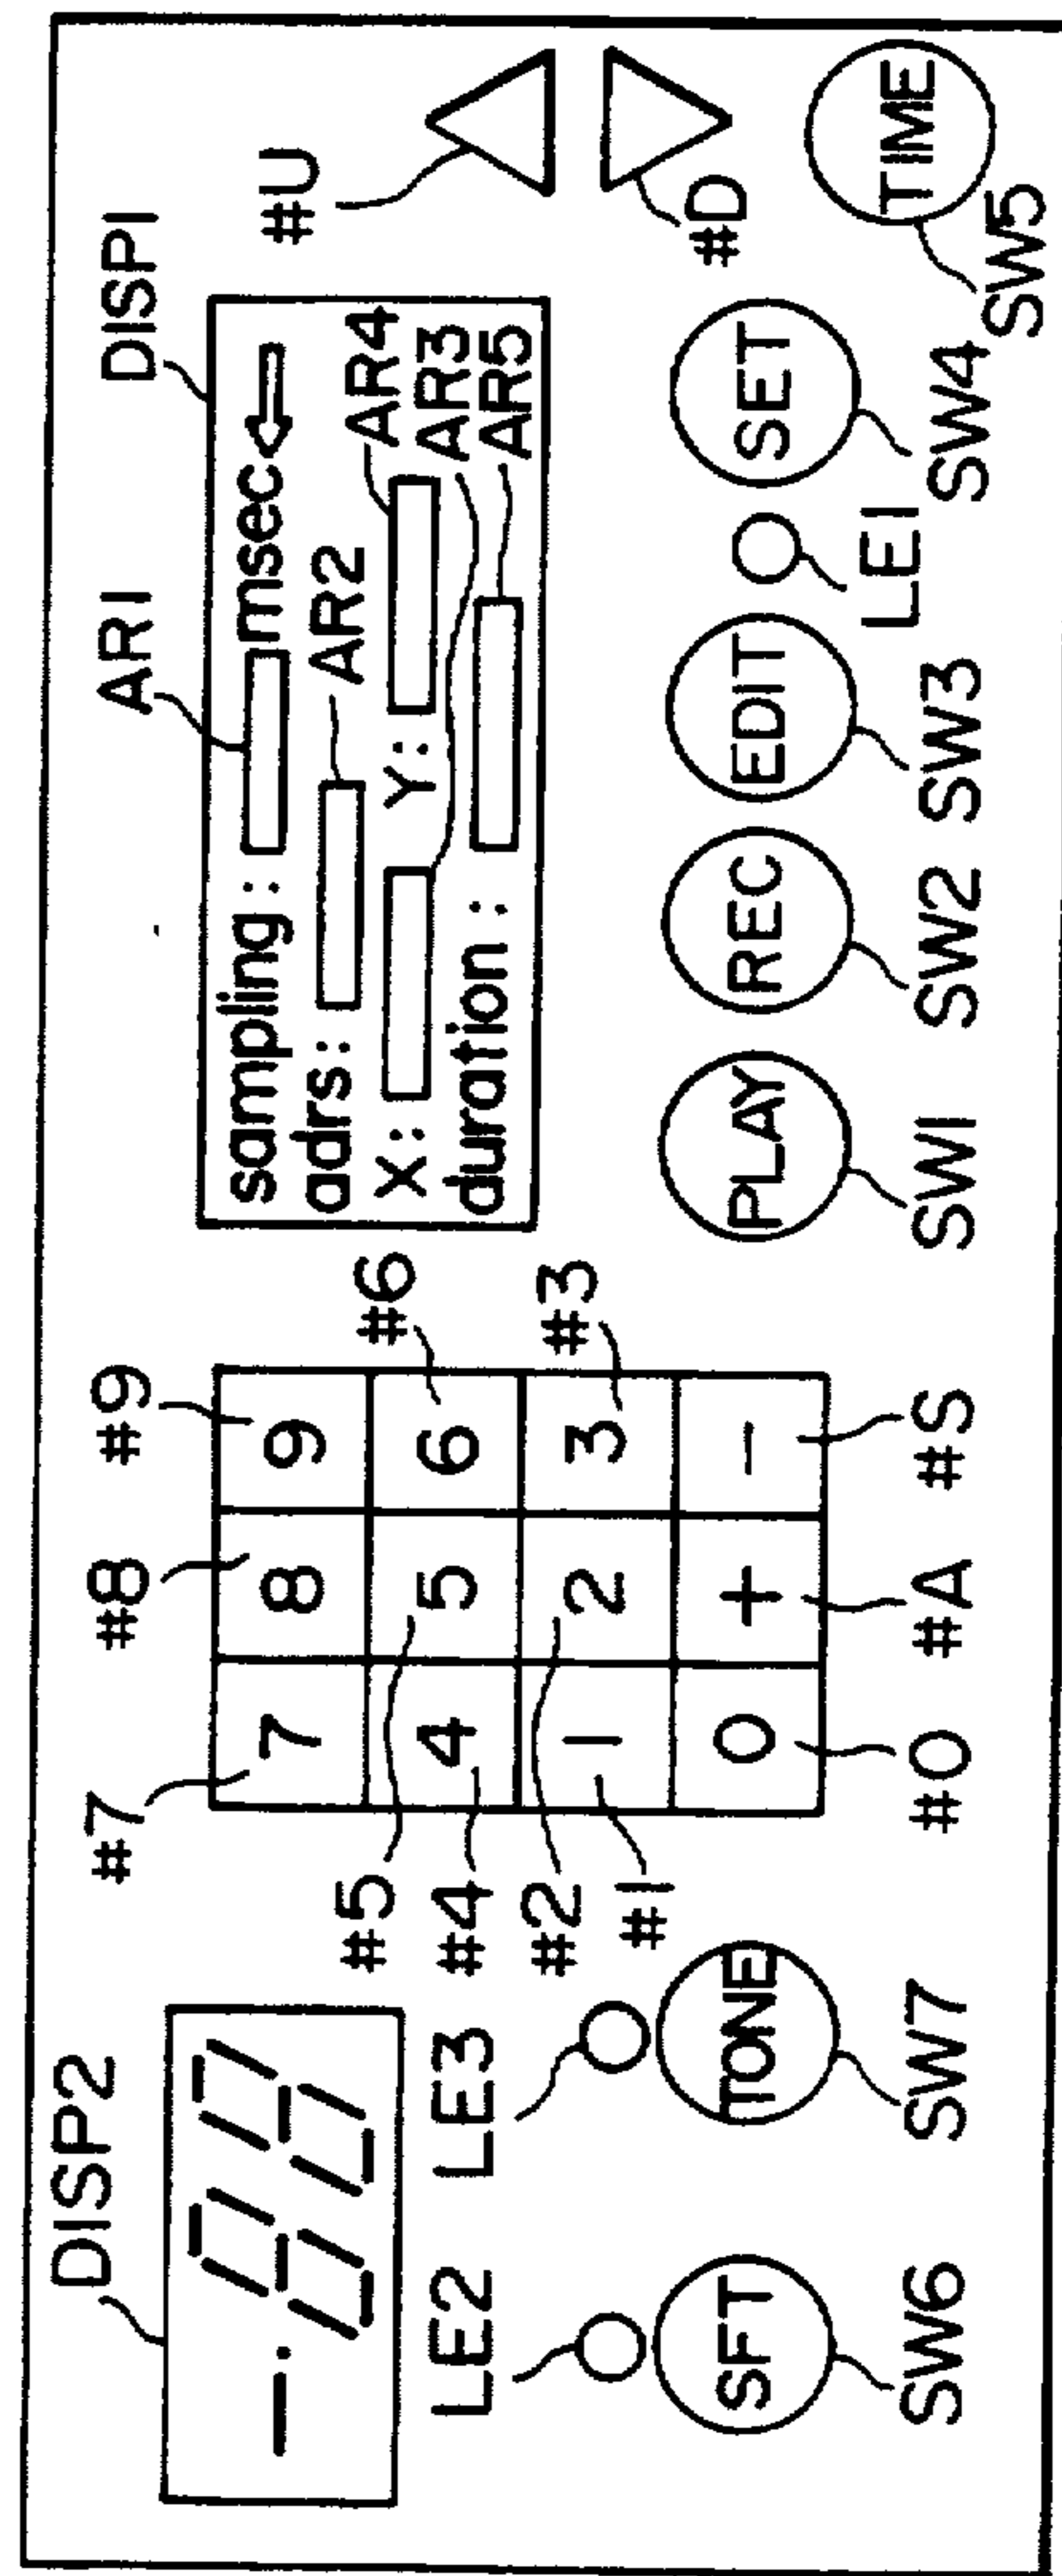 DISP2
-.88
LE2
LE3
SFT
TONE
SW6
SW7
#7
#8
#9
7 8 9
#6
4 5 6
#5
#4
#3
1 2 3
#2
#1
0 + -
#0
#A
#S
AR1
DISP1
sampling: msec ⇦
adrs: AR2
AR4
X: Y:
AR3
duration: AR5
#U
#D
PLAY
REC
EDIT
SET
TIME
SW1
SW2
SW3
LE1
SW4
SW5